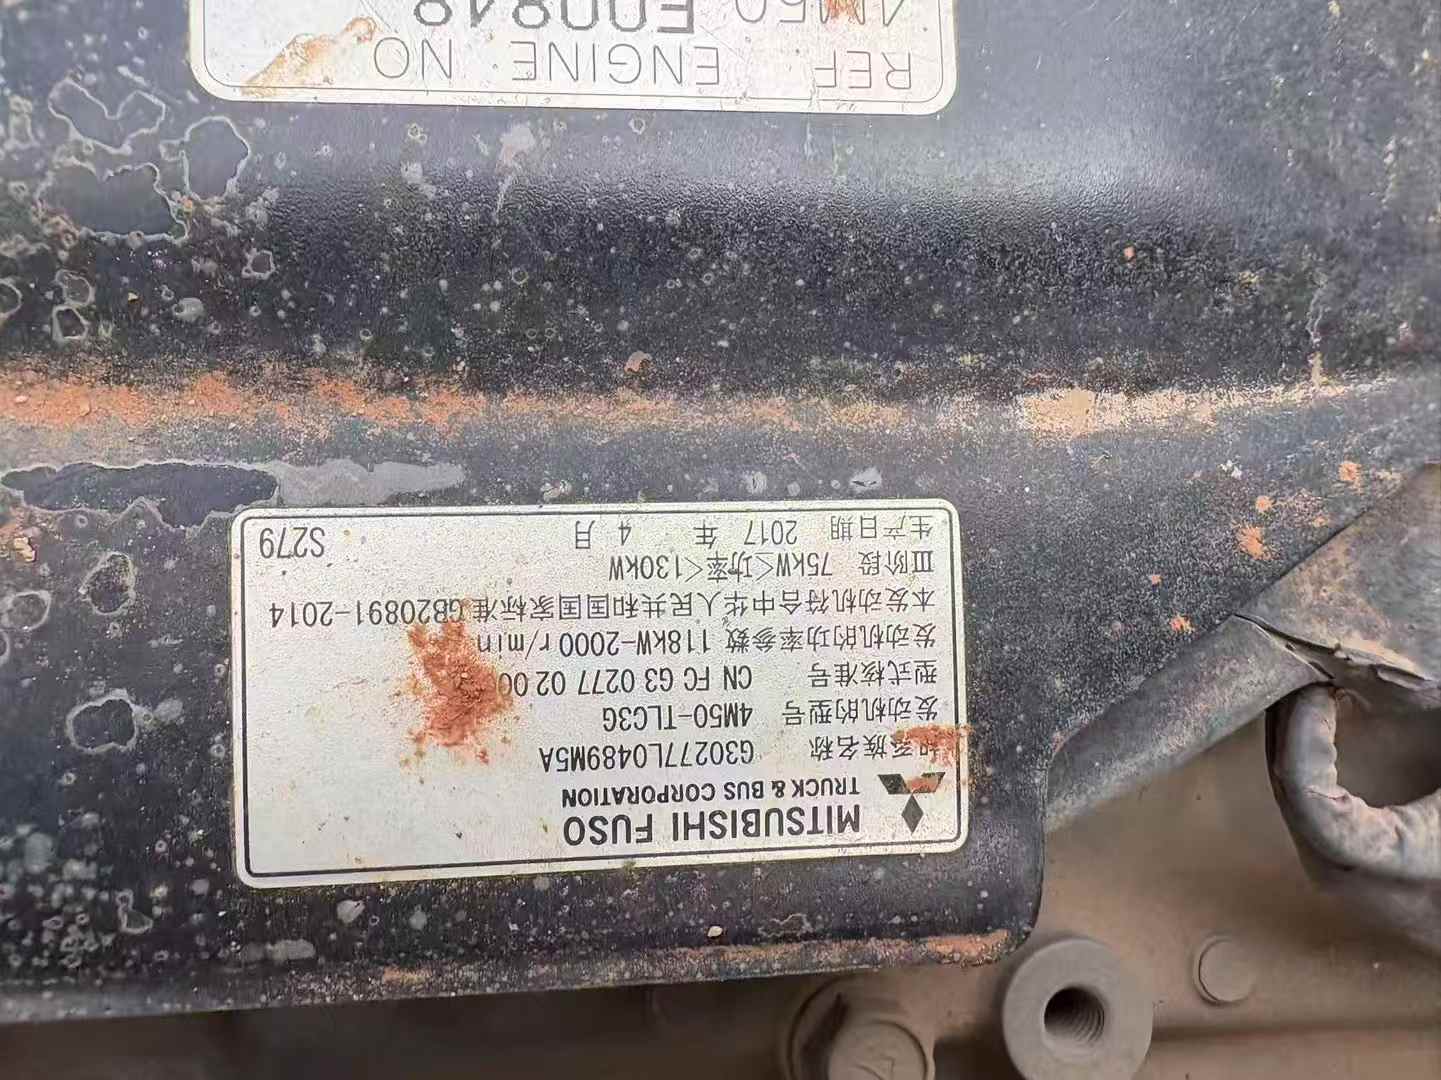 MITSUBISHI FUSO
TRUCK & BUS CORPORATION
系族名称 G30277L0489M5A
发动机的型号 4M50-TLC3G
型式核准号 CN FC G3 0277 02 00
发动机的功率参数 118kW-2000 r/min
本发动机符合中华人民共和国国家标准GB20891-2014
III阶段 75kW≤功率<130kW
生产日期 2017 年 4 月 S279
REF ENGINE NO
4M50